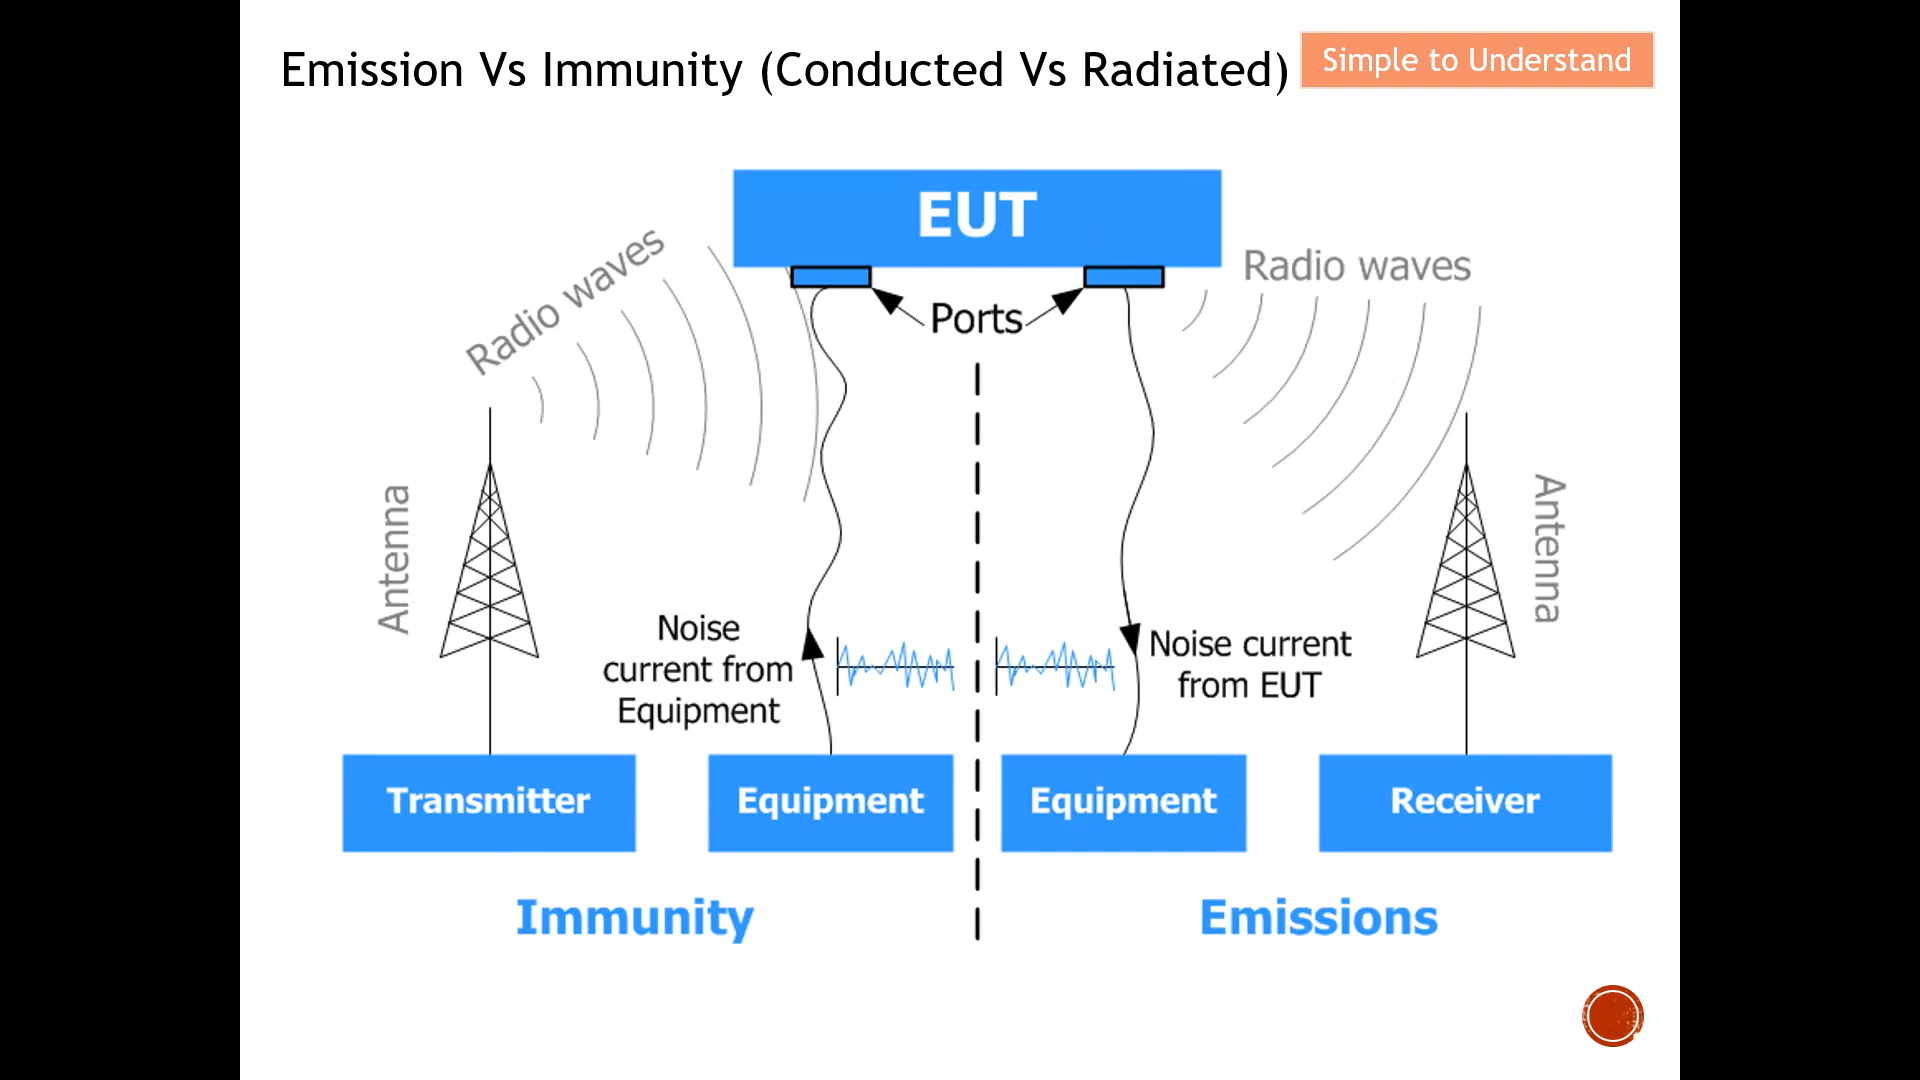 Emission Vs Immunity (Conducted Vs Radiated)
Simple to Understand
EUT
Radio waves
Radio waves
Ports
Antenna
Antenna
Noise
current from
Equipment
Noise current
from EUT
Transmitter
Equipment
Equipment
Receiver
Immunity
Emissions